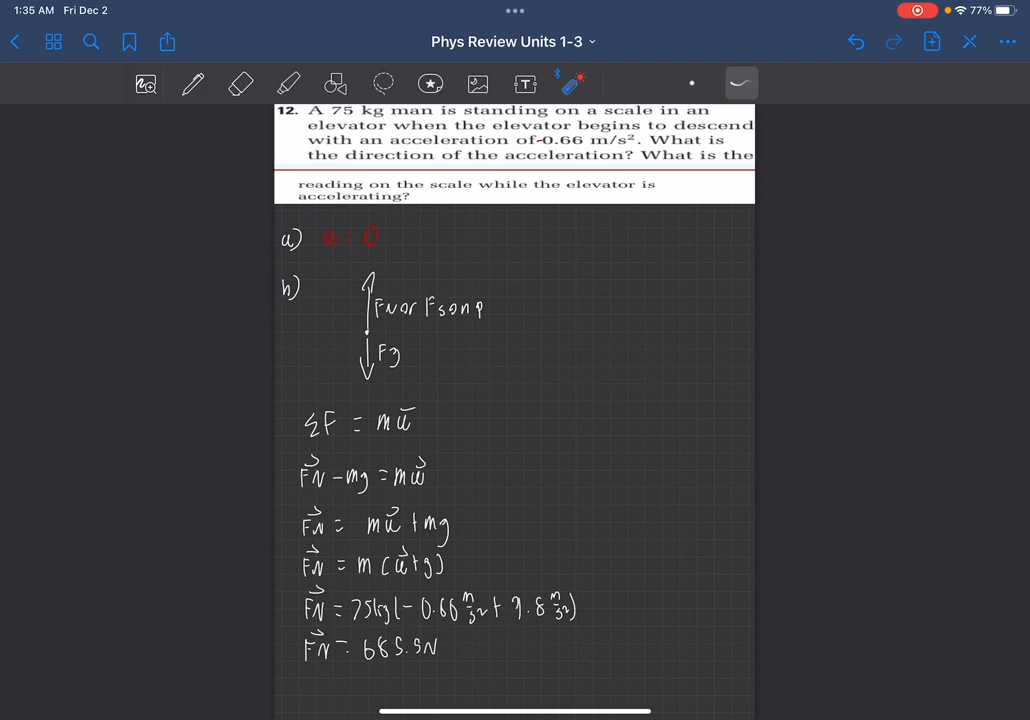 1:35 AM Fri Dec 2
77%
Phys Review Units 1-3
T
12. A 75 kg man is standing on a scale in an
elevator when the elevator begins to descend
with an acceleration of -0.66 m/s². What is
the direction of the acceleration? What is the
reading on the scale while the elevator is
accelerating?
a) a = 0
b)
FN or
Fg
ΣF = ma
FN - mg = ma
FN = ma + mg
FN = m(a + g)
FN = 75kg(-0.66 m/s² + 9.8 m/s²)
FN = 685.5N